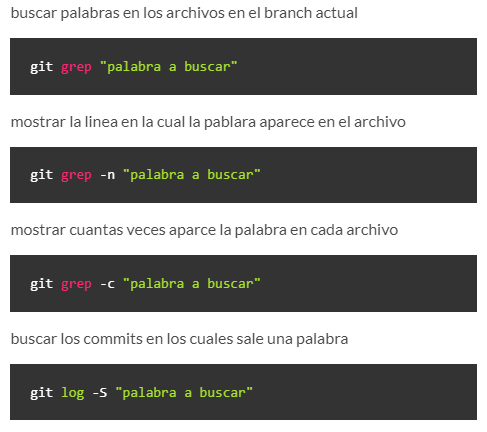 buscar palabras en los archivos en el branch actual
git grep "palabra a buscar"
mostrar la linea en la cual la pablara aparece en el archivo
git grep -n "palabra a buscar"
mostrar cuantas veces aparce la palabra en cada archivo
git grep -c "palabra a buscar"
buscar los commits en los cuales sale una palabra
git log -S "palabra a buscar"